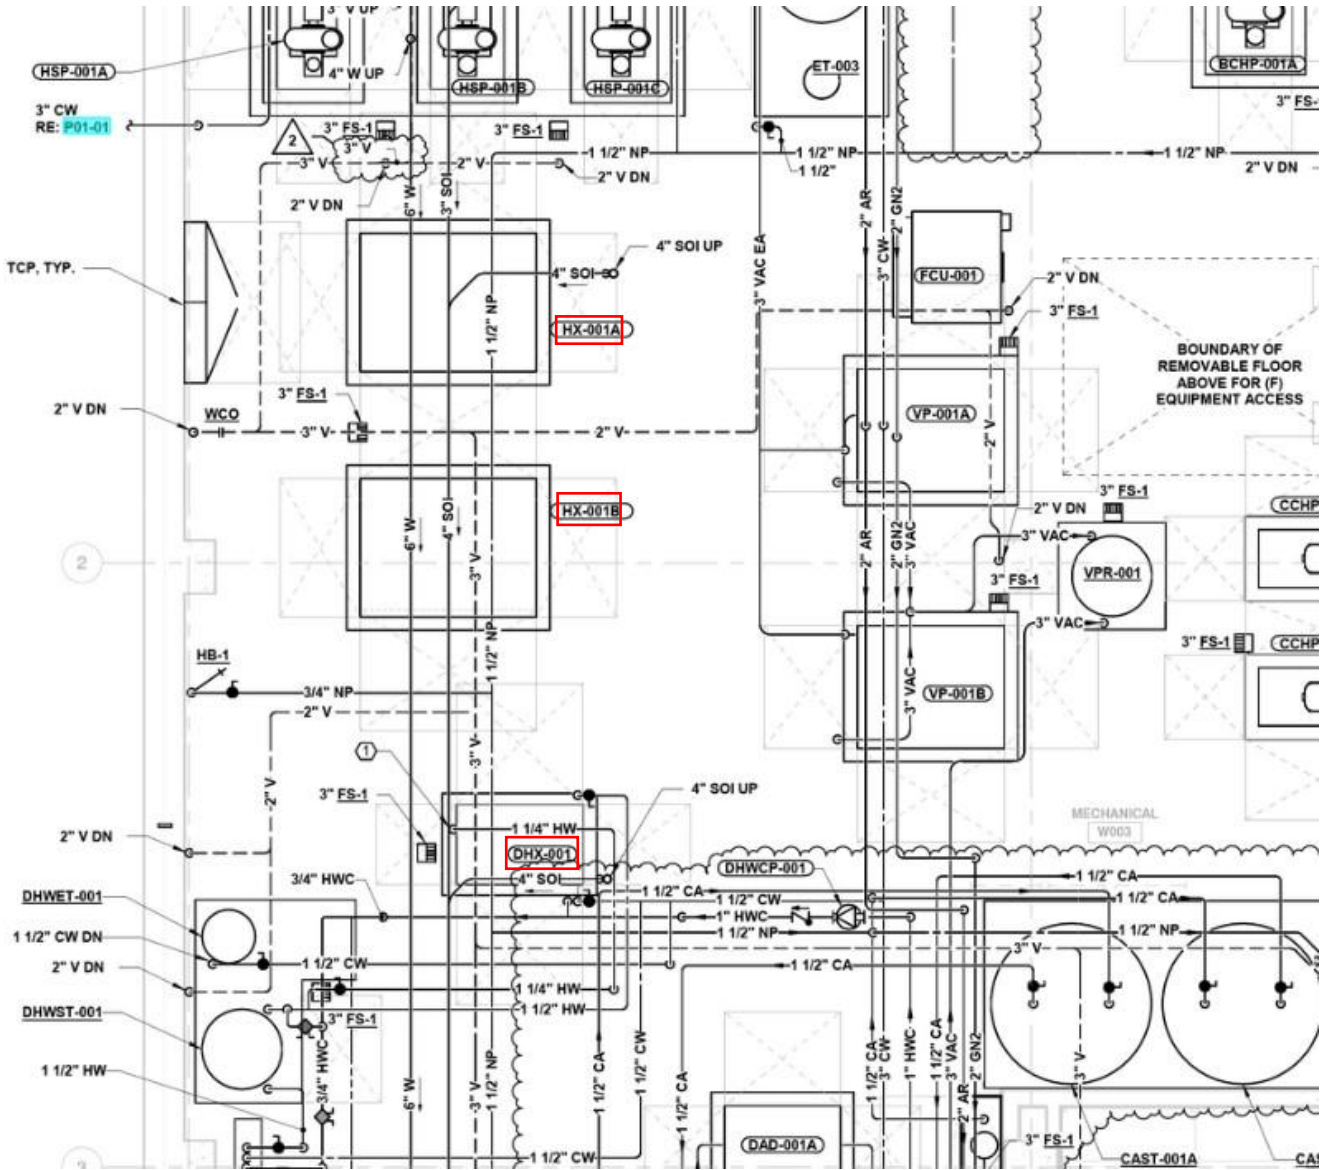 3" V UP
HSP-001A
4" W UP
HSP-001B
HSP-001C
ET-003
BCHP-001A
3" FS-
3" CW
RE: P01-01
2
3" FS-1
3" FS-1
3" V
3" V
2" V
2" V DN
2" V DN
1 1/2" NP
1 1/2"
1 1/2" NP
1 1/2" NP
2" V DN
6" W
3" SOI
2" AR
2" GN2
4" SOI UP
4" SOI
3" VAC EA
3" CW
TCP, TYP.
1 1/2" NP
HX-001A
FCU-001
2" V DN
3" FS-1
BOUNDARY OF
REMOVABLE FLOOR
ABOVE FOR (F)
EQUIPMENT ACCESS
3" FS-1
2" V DN
WCO
3" V
2" V
VP-001A
2" V
6" W
4" SOI
HX-001B
3" FS-1
2" V DN
CCHP
3" VAC
2" AR
2" GN2
3" VAC
2
3" V
3" FS-1
VPR-001
3" VAC
1 1/2" NP
HB-1
3" FS-1
CCHP
3/4" NP
2" V
3" VAC
VP-001B
1
3" V
2" V
3" FS-1
4" SOI UP
MECHANICAL
W003
2" V DN
1 1/4" HW
DHX-001
DHWCP-001
3/4" HWC
4" SOI
1 1/2" CA
1 1/2" CA
1 1/2" CA
DHWET-001
1 1/2" CW
1" HWC
1 1/2" NP
1 1/2" NP
1 1/2" CW DN
3" V
2" V DN
1 1/2" CW
1 1/2" CA
1 1/4" HW
1 1/2" HW
DHWST-001
3" FS-1
1 1/2" HW
3/4" HWC
6" W
3" V
1 1/2" NP
1 1/2" CA
1 1/2" CW
1 1/2" CA
1 1/2" CA
3" CW
1" HWC
1 1/2" CA
3" VAC
2" AR
2" GN2
3" V
DAD-001A
3" FS-1
1 1/2" CW
CAST-001A
CAS